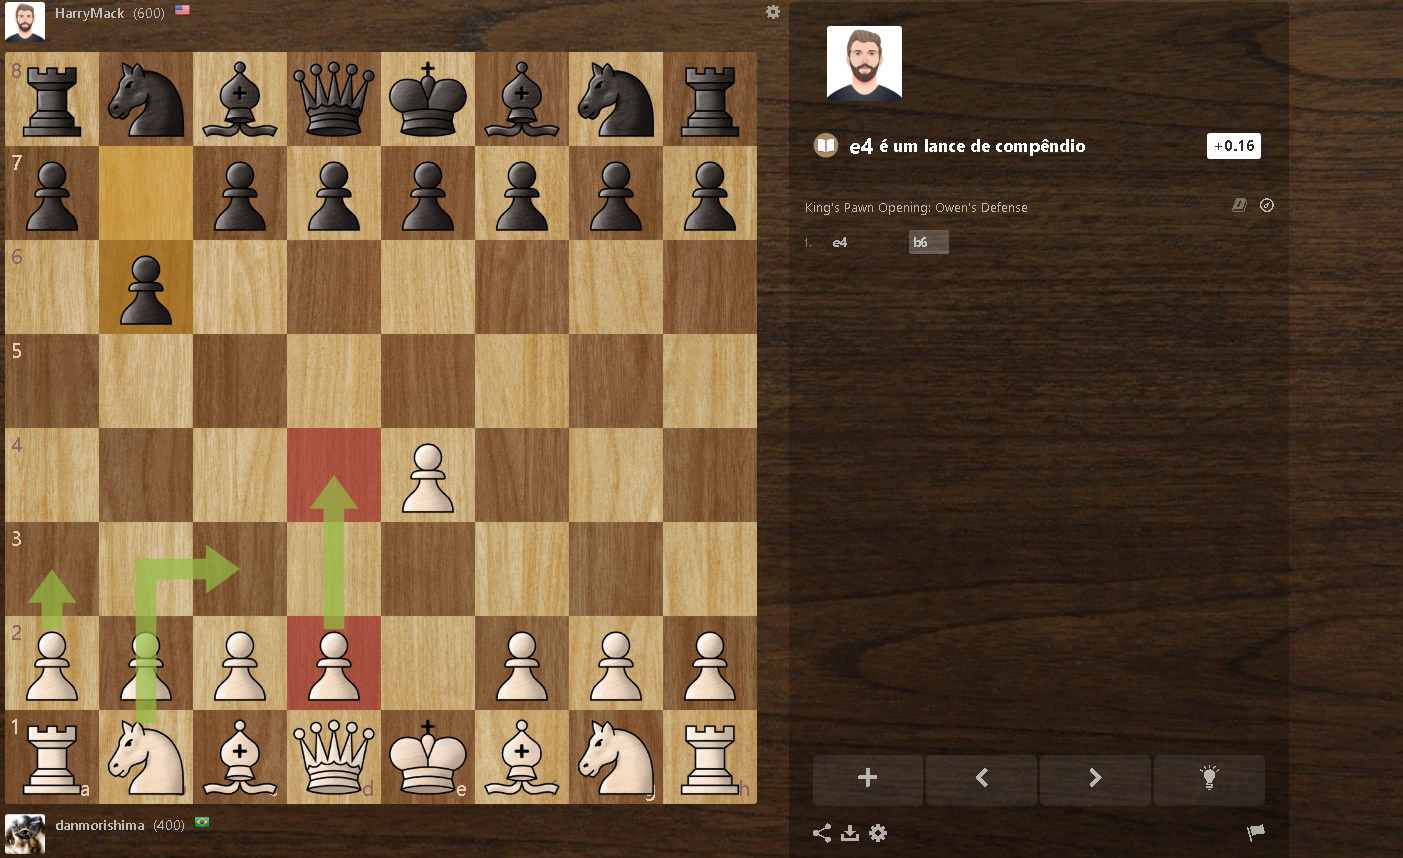 HarryMack (600)
8
7
6
5
4
3
2
1
a
d
e
g
h
danmorishima (400)
e4 é um lance de compêndio
+0.16
King's Pawn Opening: Owen's Defense
1. e4 b6